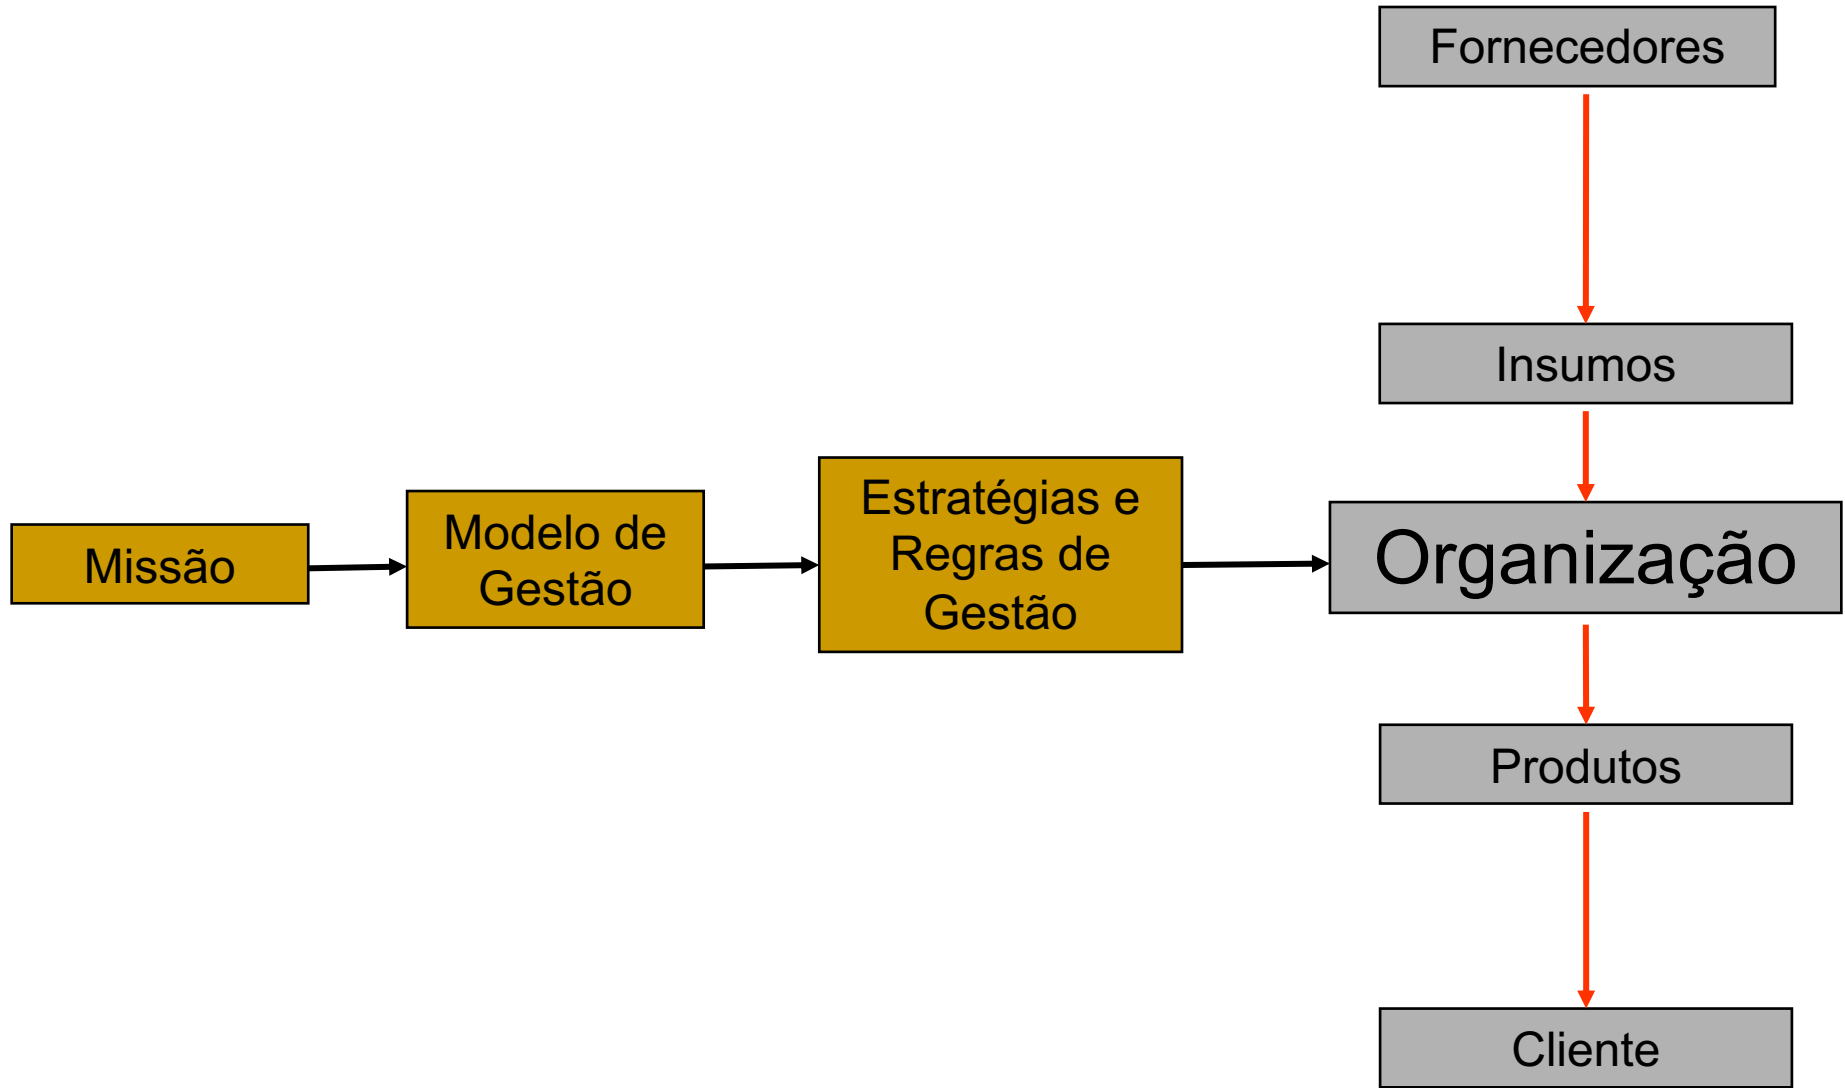 Fornecedores
Insumos
Missão
Modelo de
Gestão
Estratégias e
Regras de
Gestão
Organização
Produtos
Cliente